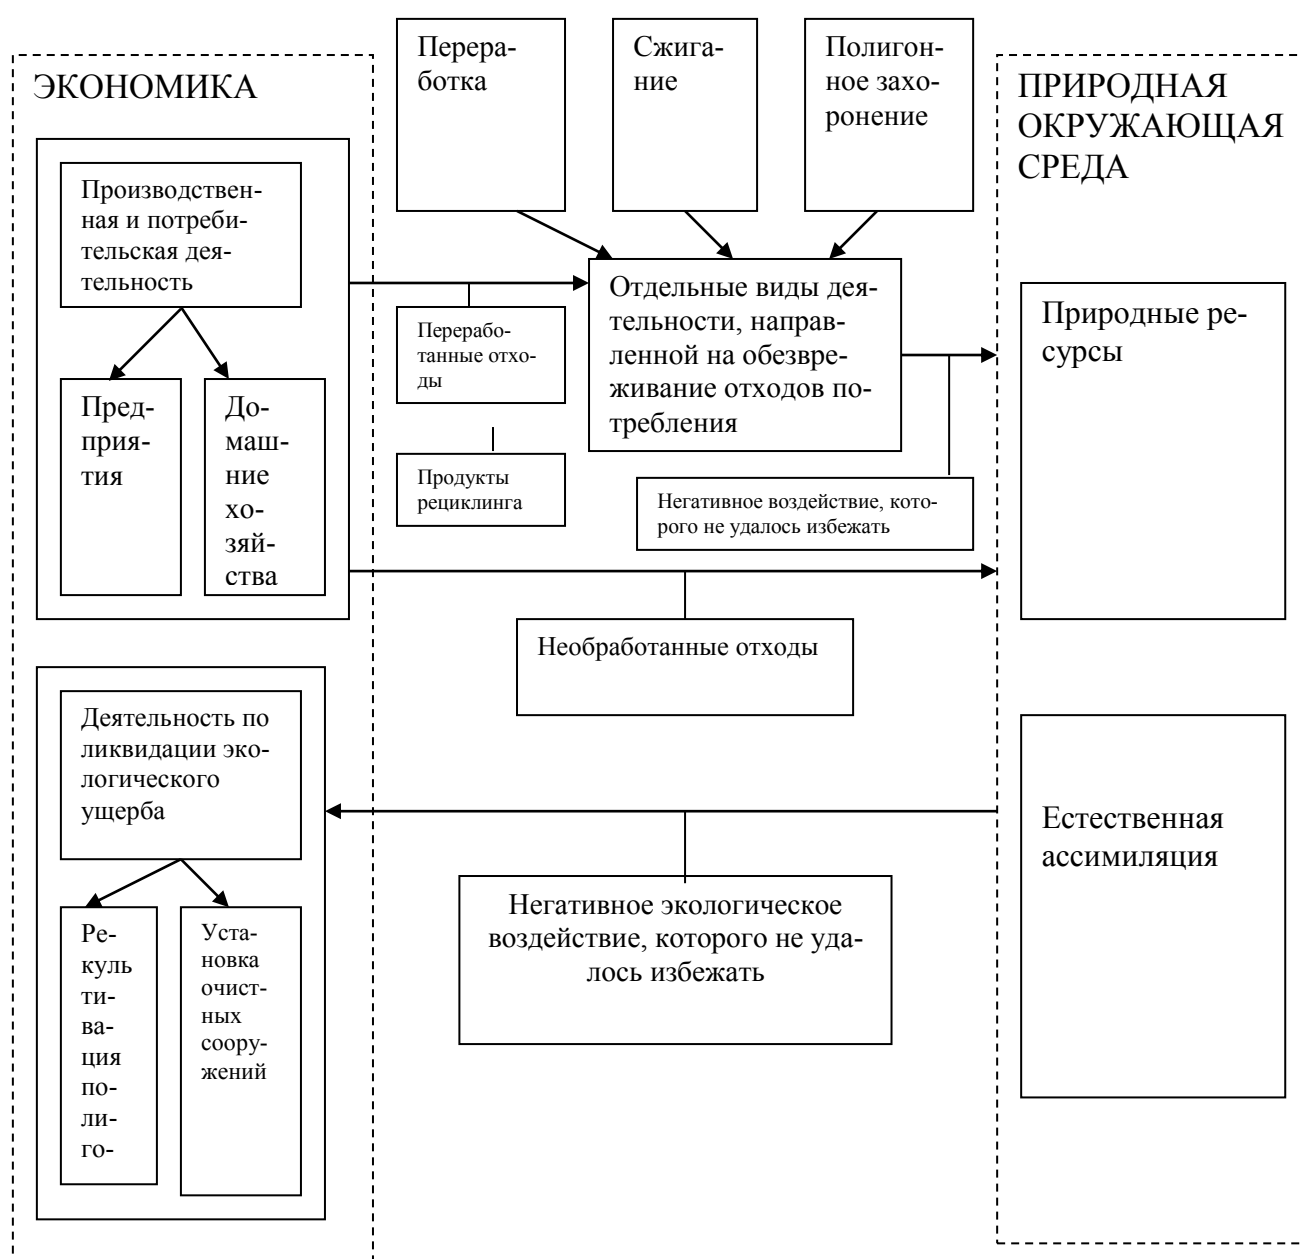 ЭКОНОМИКА
Перера-
ботка
Сжига-
ние
Полигон-
ное захо-
ронение
ПРИРОДНАЯ
ОКРУЖАЮЩАЯ
СРЕДА
Производствен-
ная и потреби-
тельская дея-
тельность
Пред-
прия-
тия
До-
маш-
ние
хо-
зяй-
ства
Перерабо-
танные отхо-
ды
Продукты
рециклинга
Отдельные виды дея-
тельности, направ-
ленной на обезвре-
живание отходов по-
требления
Негативное воздействие, кото-
рого не удалось избежать
Природные ре-
сурсы
Необработанные отходы
Деятельность по
ликвидации эко-
логического
ущерба
Ре-
куль
ти-
ва-
ция
по-
ли-
го-
Уста-
новка
очист-
ных
соору-
жений
Негативное экологическое
воздействие, которого не уда-
лось избежать
Естественная
ассимиляция